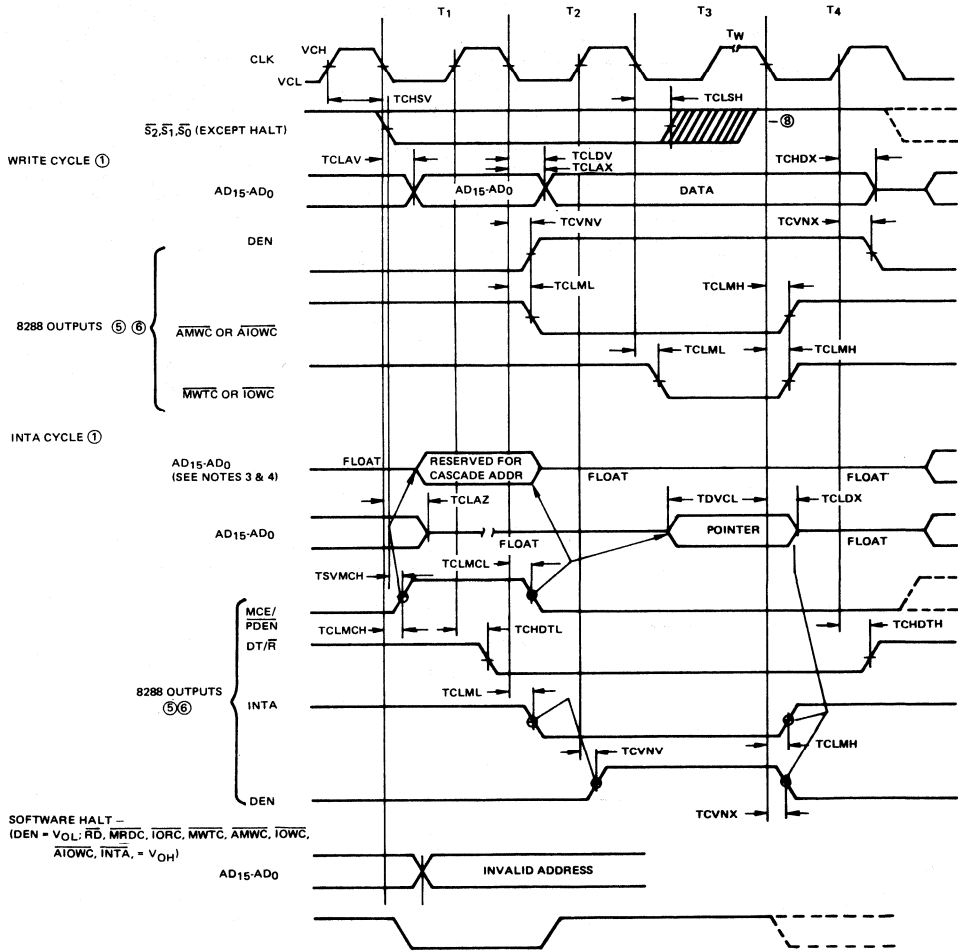 T1 T2 T3 T4
TW
VCH
CLK
VCL
TCHSV
TCLSH
S2,S1,S0 (EXCEPT HALT)
⑧
WRITE CYCLE ①
TCLAV
TCLDV
TCLAX
TCHDX
AD15-AD0
AD15-AD0
DATA
TCVNV
TCVNX
DEN
TCLML
TCLMH
8288 OUTPUTS ⑤ ⑥
AMWC OR AIOWC
TCLML
TCLMH
MWTC OR IOWC
INTA CYCLE ①
AD15-AD0
(SEE NOTES 3 & 4)
FLOAT
RESERVED FOR
CASCADE ADDR
FLOAT
FLOAT
TCLAZ
TDVCL
TCLDX
AD15-AD0
FLOAT
POINTER
FLOAT
TSVMCH
TCLMCL
MCE/
PDEN
TCLMCH
TCHDTL
TCHDTH
DT/R
TCLML
8288 OUTPUTS
⑤⑥
INTA
TCLMH
TCVNV
DEN
TCVNX
SOFTWARE HALT –
(DEN = VOL; RD, MRDC, IORC, MWTC, AMWC, IOWC,
AIOWC, INTA, = VOH)
AD15-AD0
INVALID ADDRESS